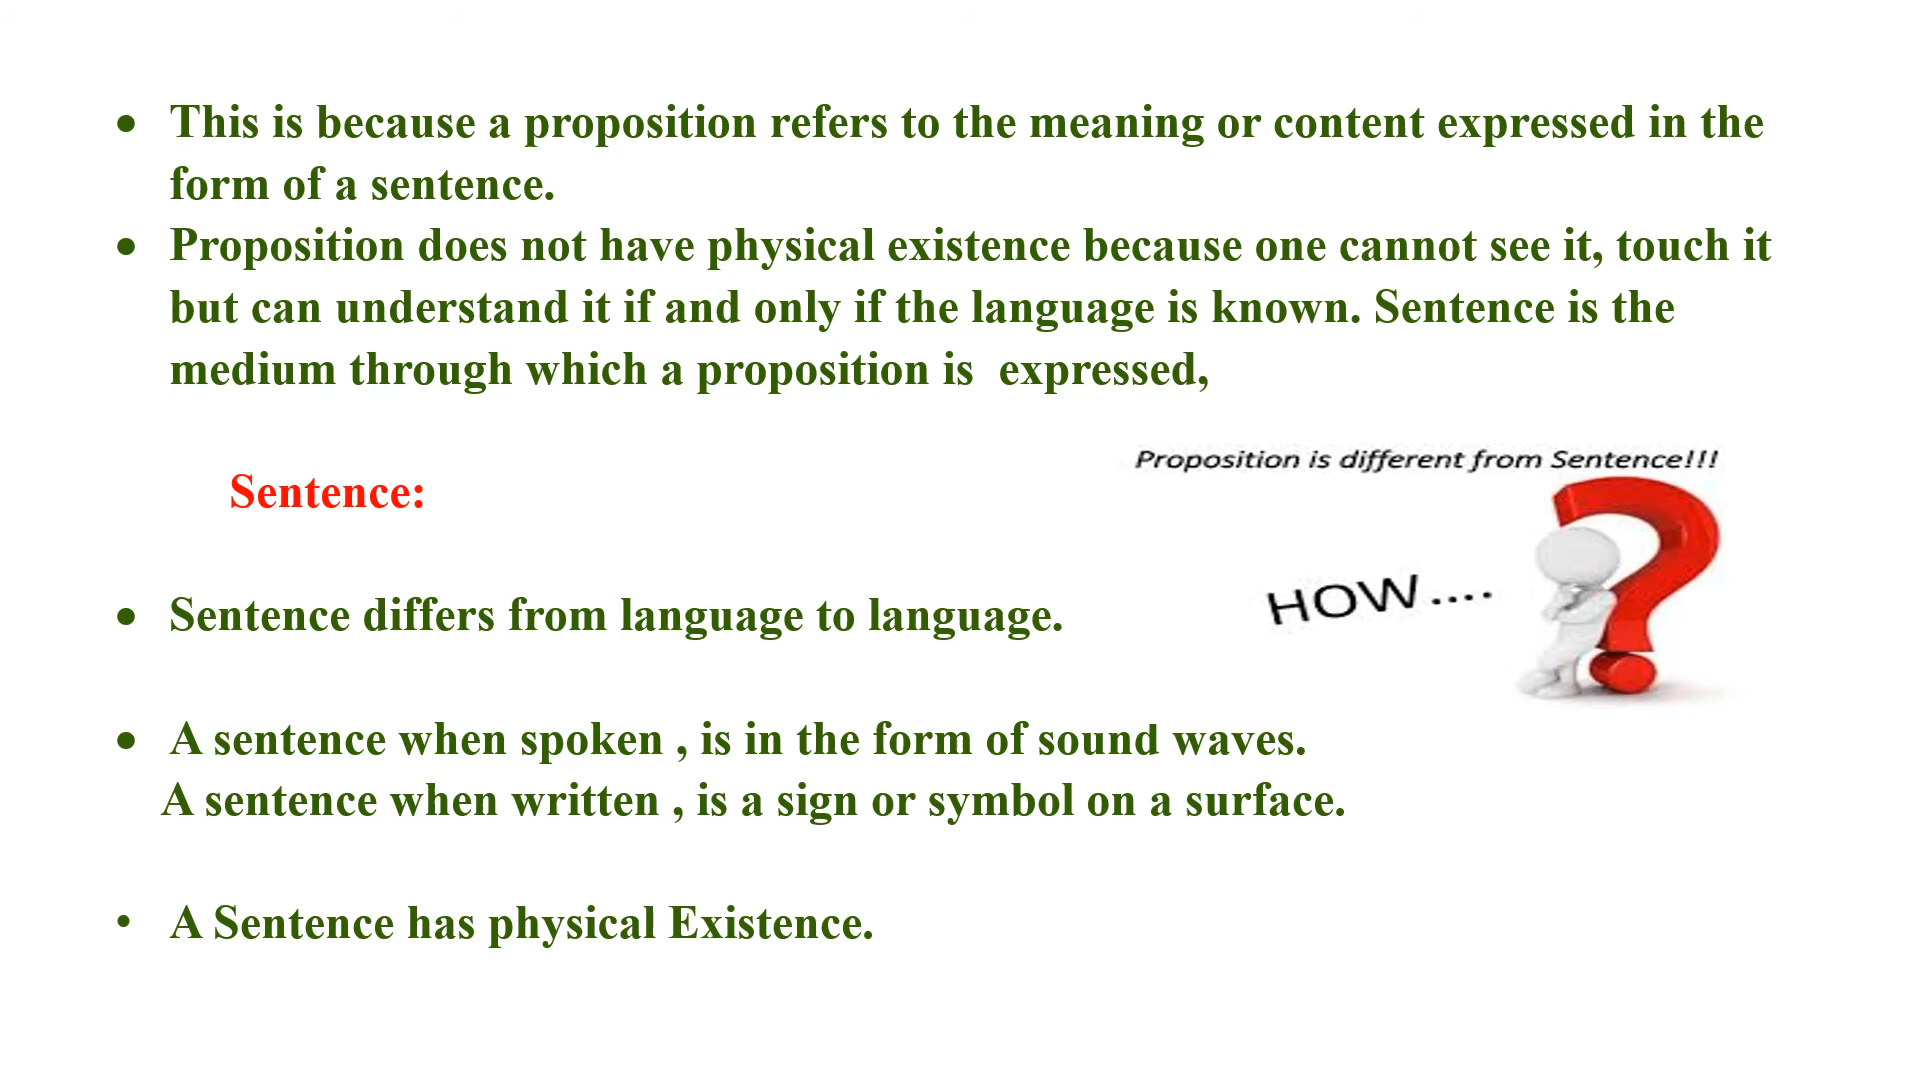 • This is because a proposition refers to the meaning or content expressed in the
form of a sentence.
• Proposition does not have physical existence because one cannot see it, touch it
but can understand it if and only if the language is known. Sentence is the
medium through which a proposition is  expressed,
Proposition is different from Sentence!!!
Sentence:
HOW....
• Sentence differs from language to language.
• A sentence when spoken , is in the form of sound waves.
A sentence when written , is a sign or symbol on a surface.
• A Sentence has physical Existence.